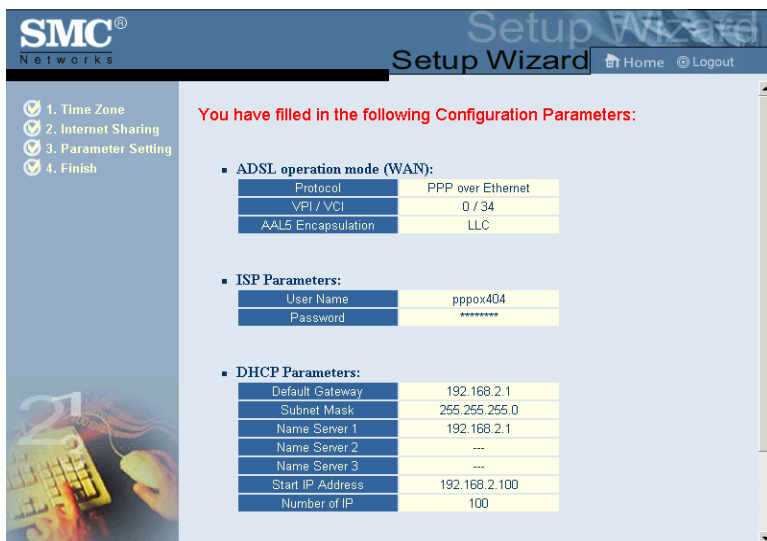 SMC®
Networks
Setup Wizard
Setup Wizard
Home
Logout
1. Time Zone
2. Internet Sharing
3. Parameter Setting
4. Finish
You have filled in the following Configuration Parameters:
ADSL operation mode (WAN):
Protocol PPP over Ethernet
VPI / VCI 0 / 34
AAL5 Encapsulation LLC
ISP Parameters:
User Name pppox404
Password ********
DHCP Parameters:
Default Gateway 192.168.2.1
Subnet Mask 255.255.255.0
Name Server 1 192.168.2.1
Name Server 2 ---
Name Server 3 ---
Start IP Address 192.168.2.100
Number of IP 100